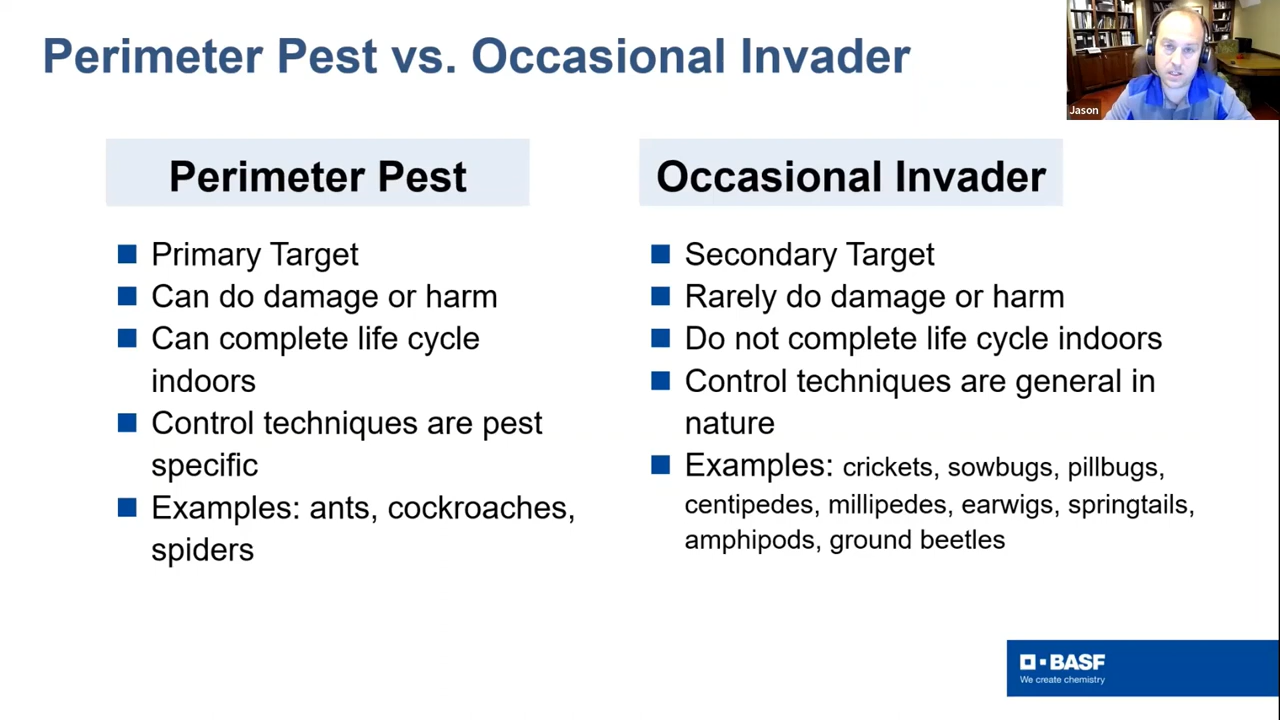 Perimeter Pest vs. Occasional Invader
Jason
Perimeter Pest
Primary Target
Can do damage or harm
Can complete life cycle
indoors
Control techniques are pest
specific
Examples: ants, cockroaches,
spiders
Occasional Invader
Secondary Target
Rarely do damage or harm
Do not complete life cycle indoors
Control techniques are general in
nature
Examples: crickets, sowbugs, pillbugs,
centipedes, millipedes, earwigs, springtails,
amphipods, ground beetles
BASF
We create chemistry